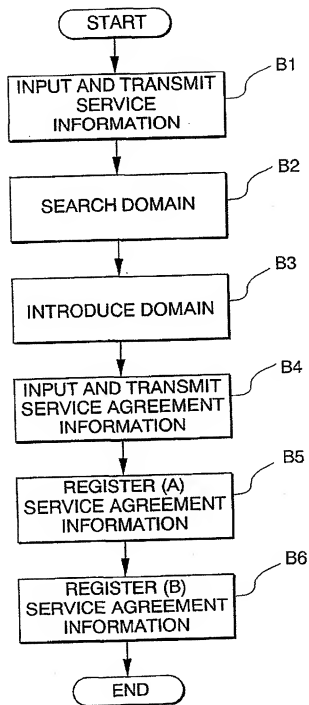 START
B1
INPUT AND TRANSMIT
SERVICE
INFORMATION
B2
SEARCH DOMAIN
B3
INTRODUCE DOMAIN
B4
INPUT AND TRANSMIT
SERVICE AGREEMENT
INFORMATION
B5
REGISTER (A)
SERVICE AGREEMENT
INFORMATION
B6
REGISTER (B)
SERVICE AGREEMENT
INFORMATION
END